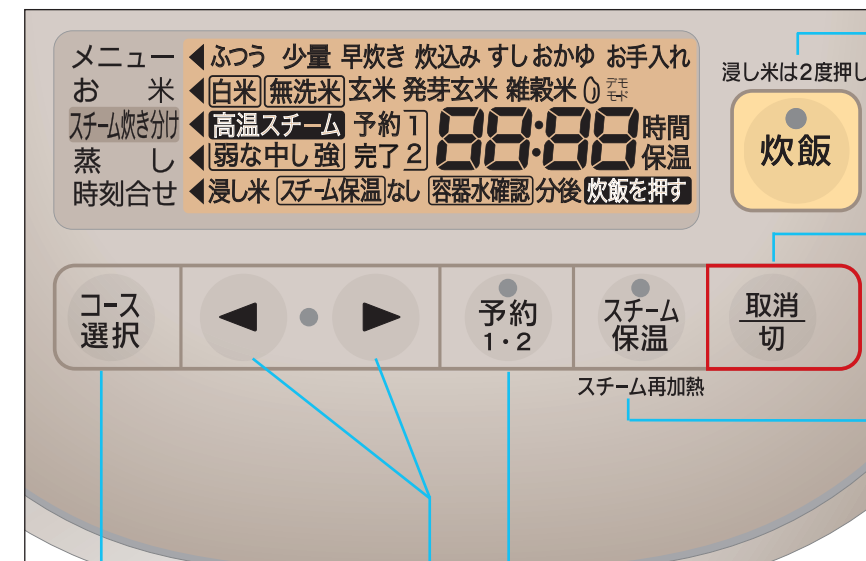 メニュー ◀ふつう 少量 早炊き 炊込み すし おかゆ お手入れ
お米 ◀白米 無洗米 玄米 発芽玄米 雑穀米 デモモード
スチーム炊き分け ◀高温スチーム 予約1 88:88 時間
蒸し ◀弱な中し強 完了2 保温
時刻合せ ◀浸し米 スチーム保温なし 容器水確認 分後 炊飯を押す
浸し米は2度押し
炊飯
コース
選択
◀ ・ ▶
予約
1・2
スチーム
保温
取消
切
スチーム再加熱